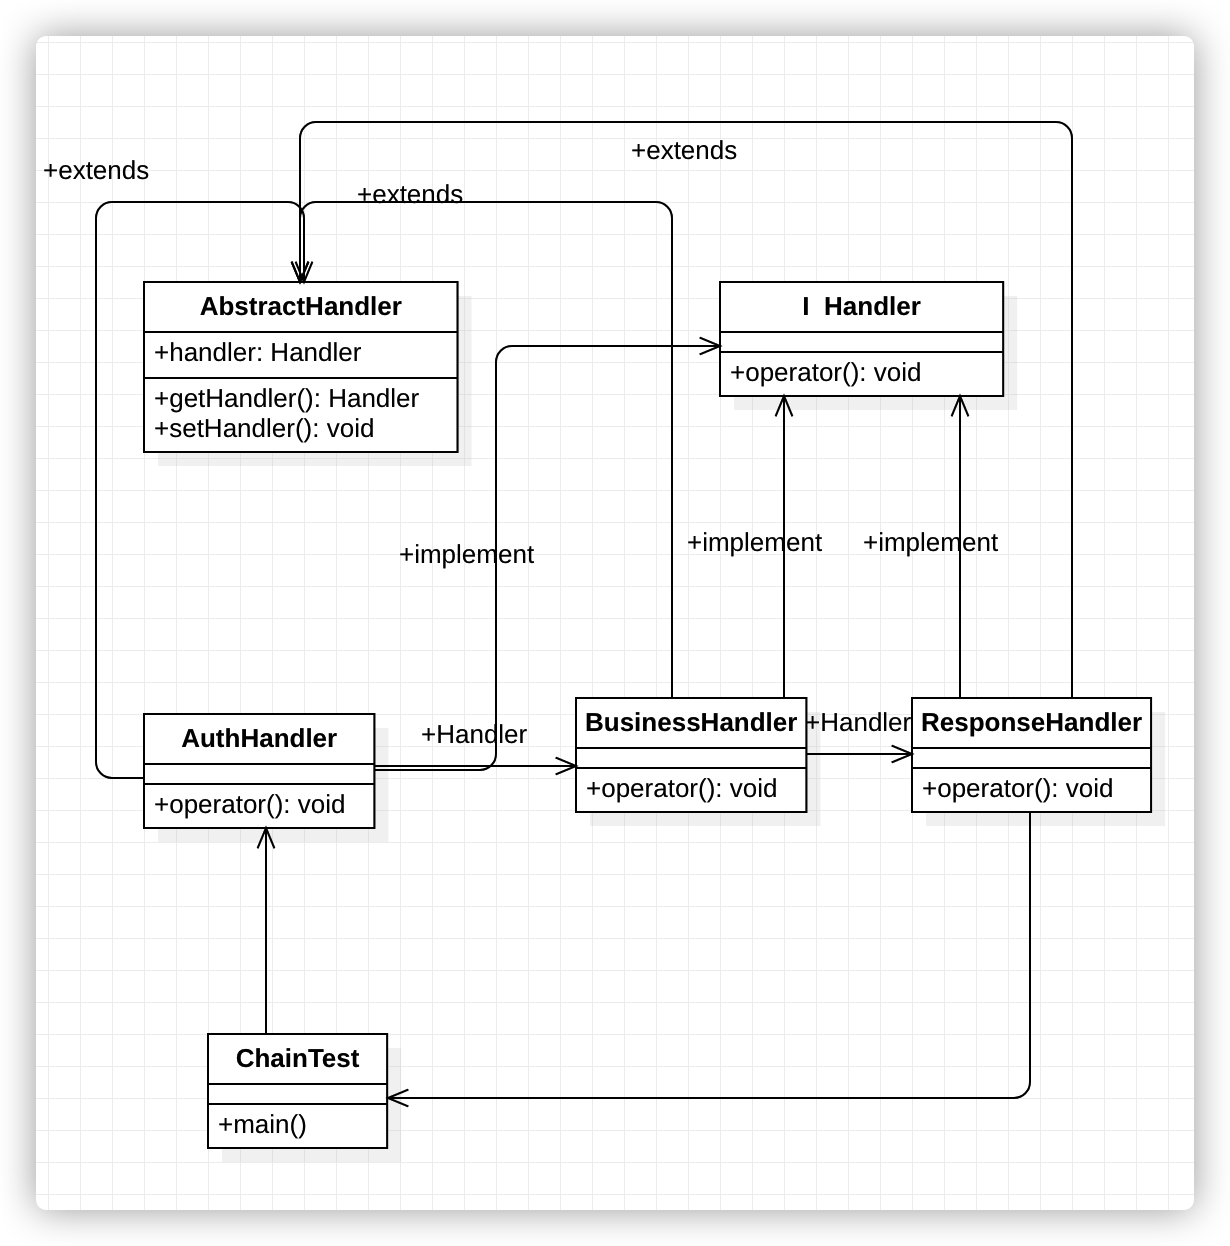 +extends
+extends
+extends
AbstractHandler
+handler: Handler
+getHandler(): Handler
+setHandler(): void
I Handler
+operator(): void
+implement
+implement
+implement
AuthHandler
+operator(): void
+Handler
BusinessHandler
+operator(): void
+Handler
ResponseHandler
+operator(): void
ChainTest
+main()